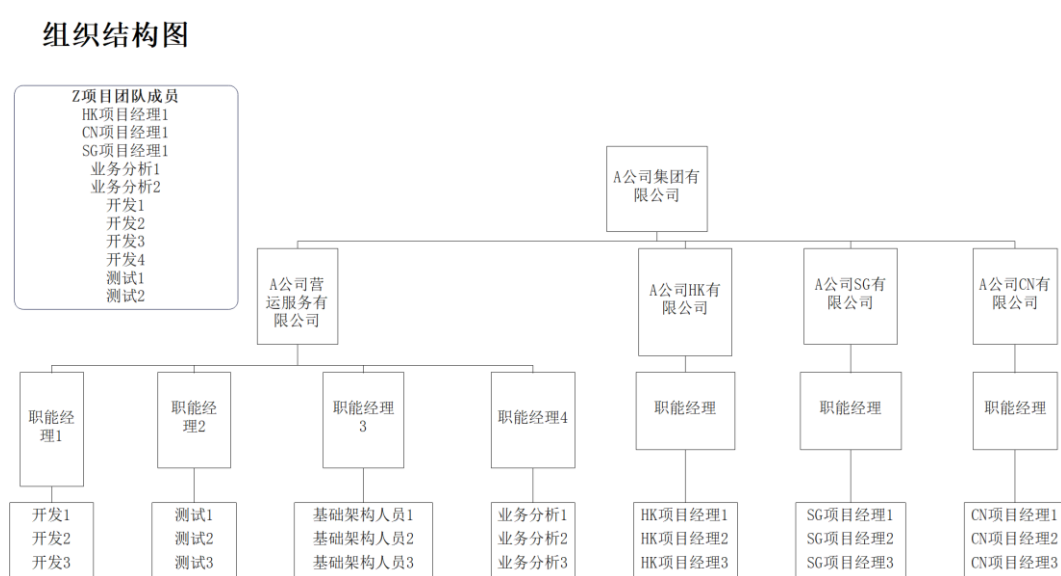 组织结构图
Z项目团队成员
HK项目经理1
CN项目经理1
SG项目经理1
业务分析1
业务分析2
开发1
开发2
开发3
开发4
测试1
测试2
A公司集团有
限公司
A公司营
运服务有
限公司
A公司HK有
限公司
A公司SG有
限公司
A公司CN有
限公司
职能经
理1
职能经
理2
职能经理
3
职能经理4
职能经理
职能经理
职能经理
开发1
开发2
开发3
测试1
测试2
测试3
基础架构人员1
基础架构人员2
基础架构人员3
业务分析1
业务分析2
业务分析3
HK项目经理1
HK项目经理2
HK项目经理3
SG项目经理1
SG项目经理2
SG项目经理3
CN项目经理1
CN项目经理2
CN项目经理3